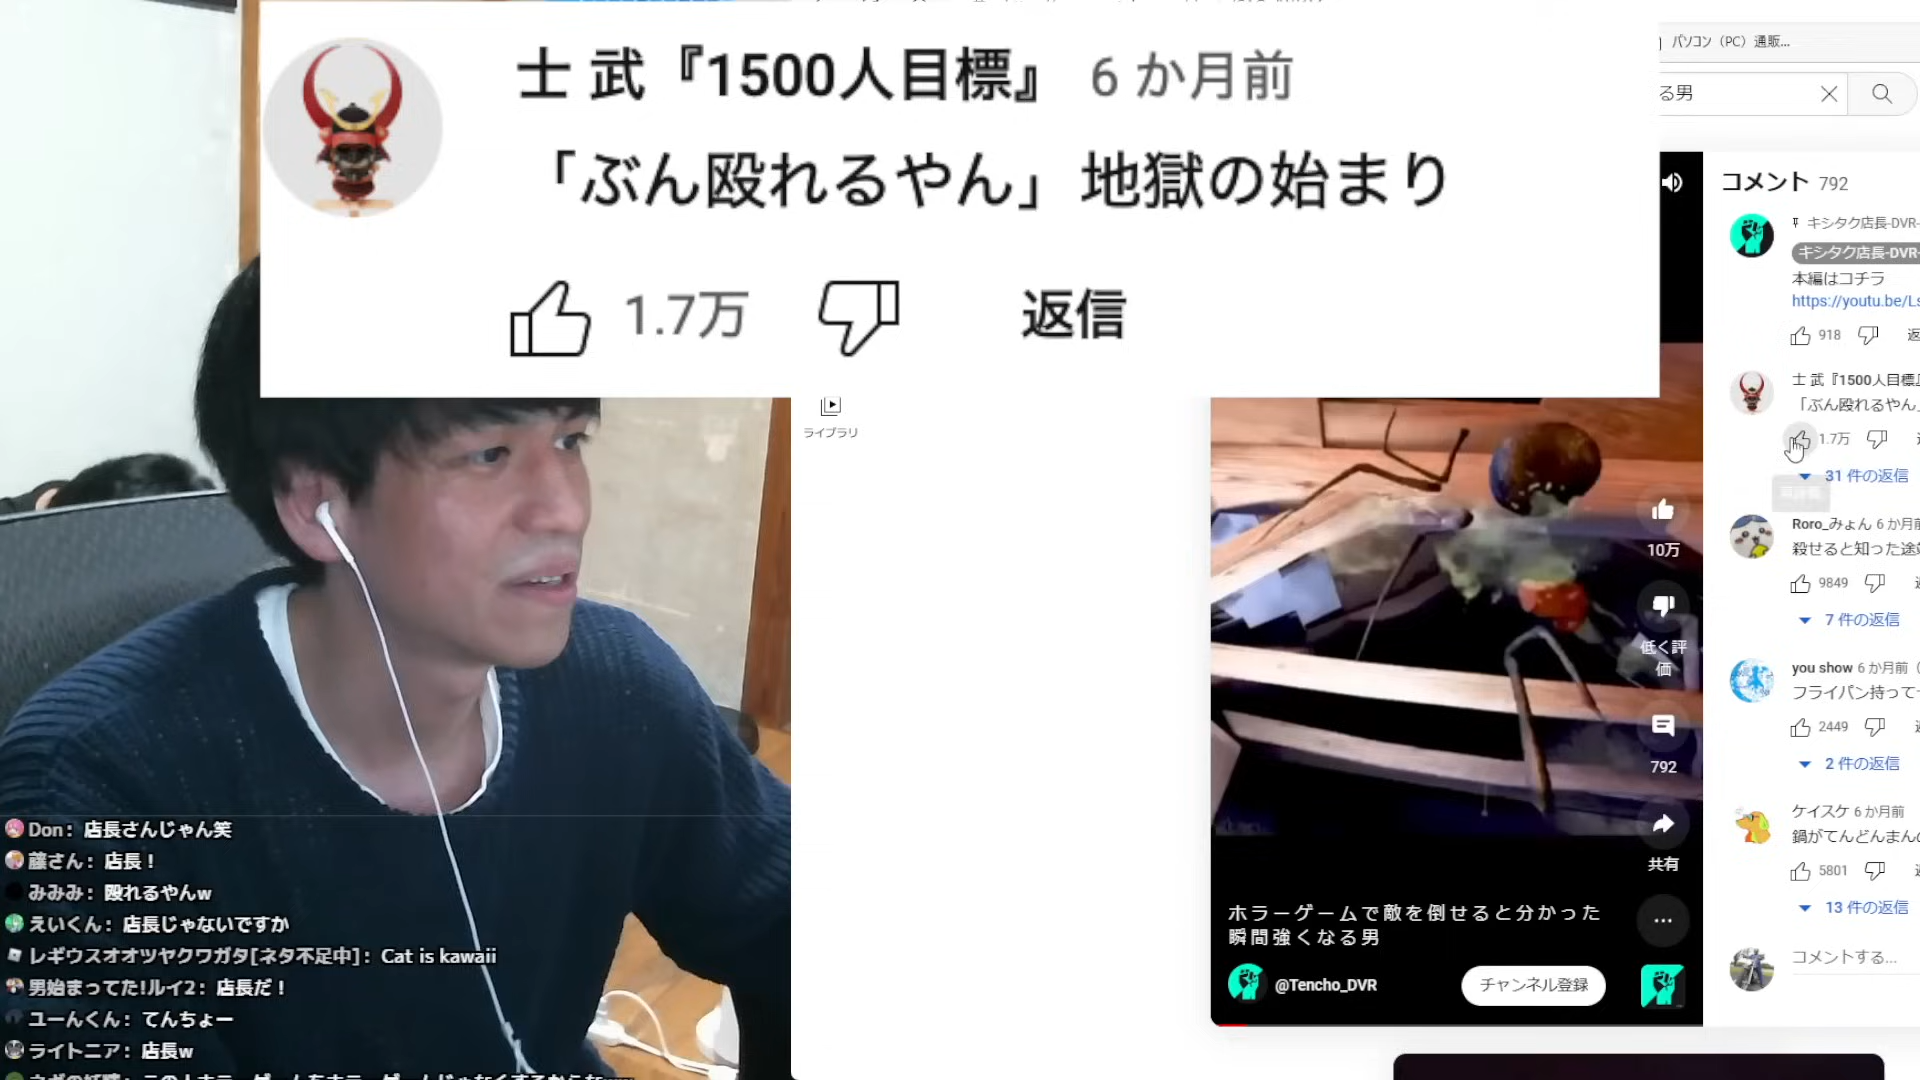 士 武『1500人目標』 6 か月前
「ぶん殴れるやん」地獄の始まり
1.7万
返信
パソコン（PC）通販...
る男
ライブラリ
コメント 792
キシタク店長-DVR-
キシタク店長-DVR-
本編はコチラ
https://youtu.be/Ls
918
士 武『1500人目標』
「ぶん殴れるやん」
1.7万
31 件の返信
Roro_みょん 6 か月前
殺せると知った途
9849
7 件の返信
you show 6 か月前
フライパン持って
2449
2 件の返信
ケイスケ 6 か月前
鍋がてんどんまん
5801
13 件の返信
コメントする...
10万
低く評
価
792
共有
ホラーゲームで敵を倒せると分かった
瞬間強くなる男
@Tencho_DVR
チャンネル登録
Don： 店長さんじゃん笑
藤さん： 店長！
みみみ： 殴れるやんw
えいくん： 店長じゃないですか
レギウスオオツヤクワガタ[ネタ不足中]： Cat is kawaii
男始まってた!ルイ2： 店長だ！
ユーんくん： てんちょー
ライトニア： 店長w